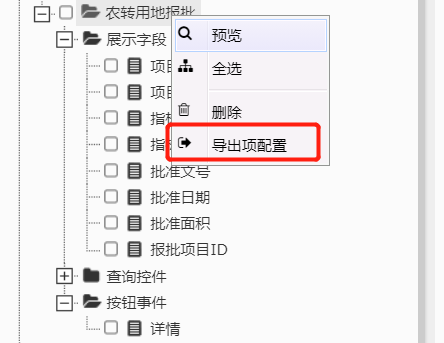 农转用地报批
展示字段
预览
项目
全选
项目
指标
删除
导出项配置
批准文号
批准日期
批准面积
报批项目ID
查询控件
按钮事件
详情